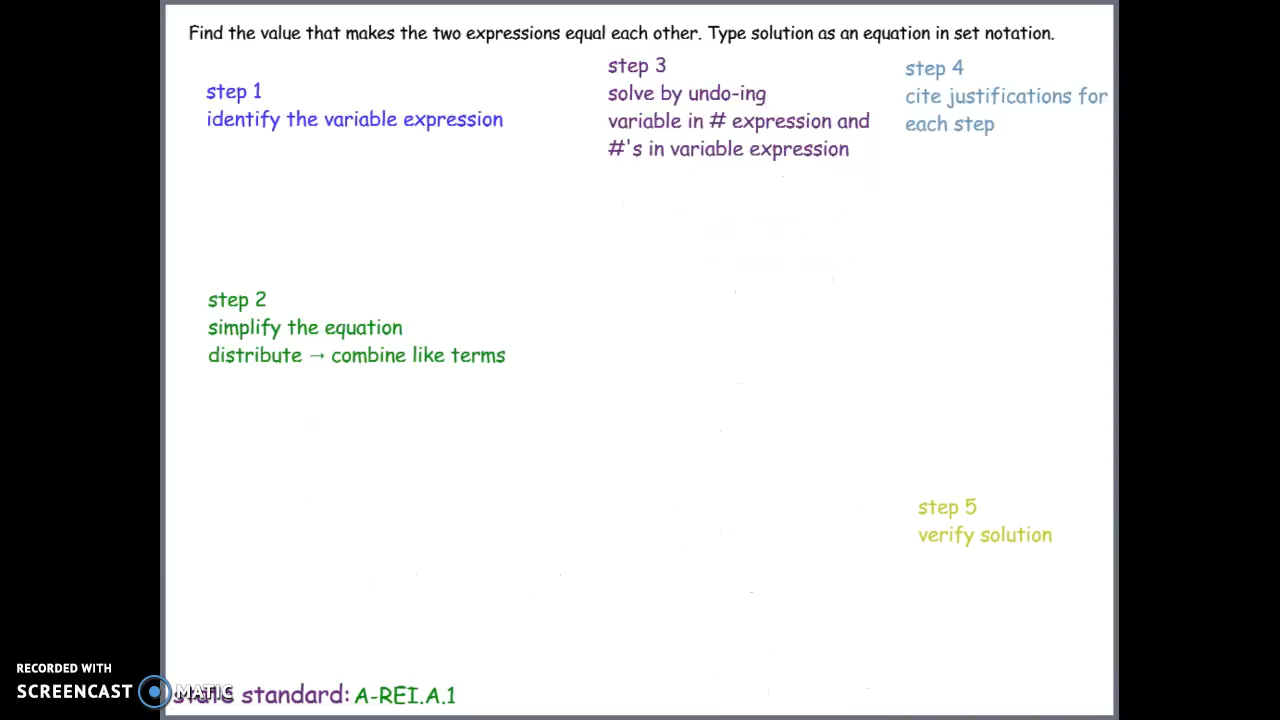 Find the value that makes the two expressions equal each other. Type solution as an equation in set notation.
step 1
identify the variable expression
step 2
simplify the equation
distribute → combine like terms
step 3
solve by undo-ing
variable in # expression and
#'s in variable expression
step 4
cite justifications for
each step
step 5
verify solution
state standard: A-REI.A.1
RECORDED WITH
SCREENCAST MATIC